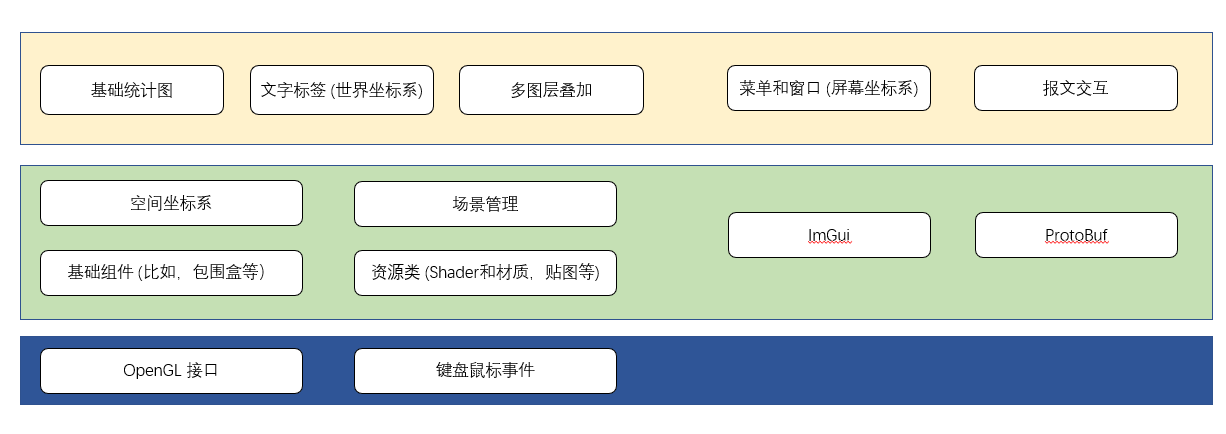 基础统计图
文字标签 (世界坐标系)
多图层叠加
菜单和窗口 (屏幕坐标系)
报文交互
空间坐标系
场景管理
ImGui
ProtoBuf
基础组件 (比如，包围盒等）
资源类 (Shader和材质，贴图等)
OpenGL 接口
键盘鼠标事件